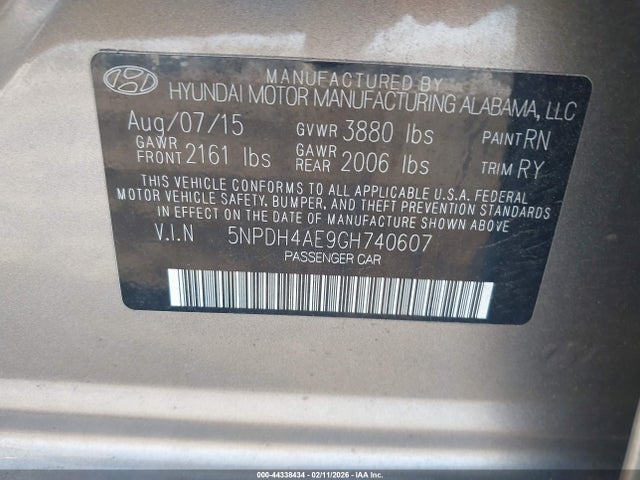 MANUFACTURED BY
HYUNDAI MOTOR MANUFACTURING ALABAMA, LLC
Aug/07/15 GVWR 3880 lbs PAINT RN
GAWR FRONT 2161 lbs GAWR REAR 2006 lbs TRIM RY
THIS VEHICLE CONFORMS TO ALL APPLICABLE U.S.A. FEDERAL
MOTOR VEHICLE SAFETY, BUMPER, AND THEFT PREVENTION STANDARDS
IN EFFECT ON THE DATE OF MANUFACTURE SHOWN ABOVE.
V.I.N 5NPDH4AE9GH740607
PASSENGER CAR
000-44338434 - 02/11/2026 - IAA Inc.